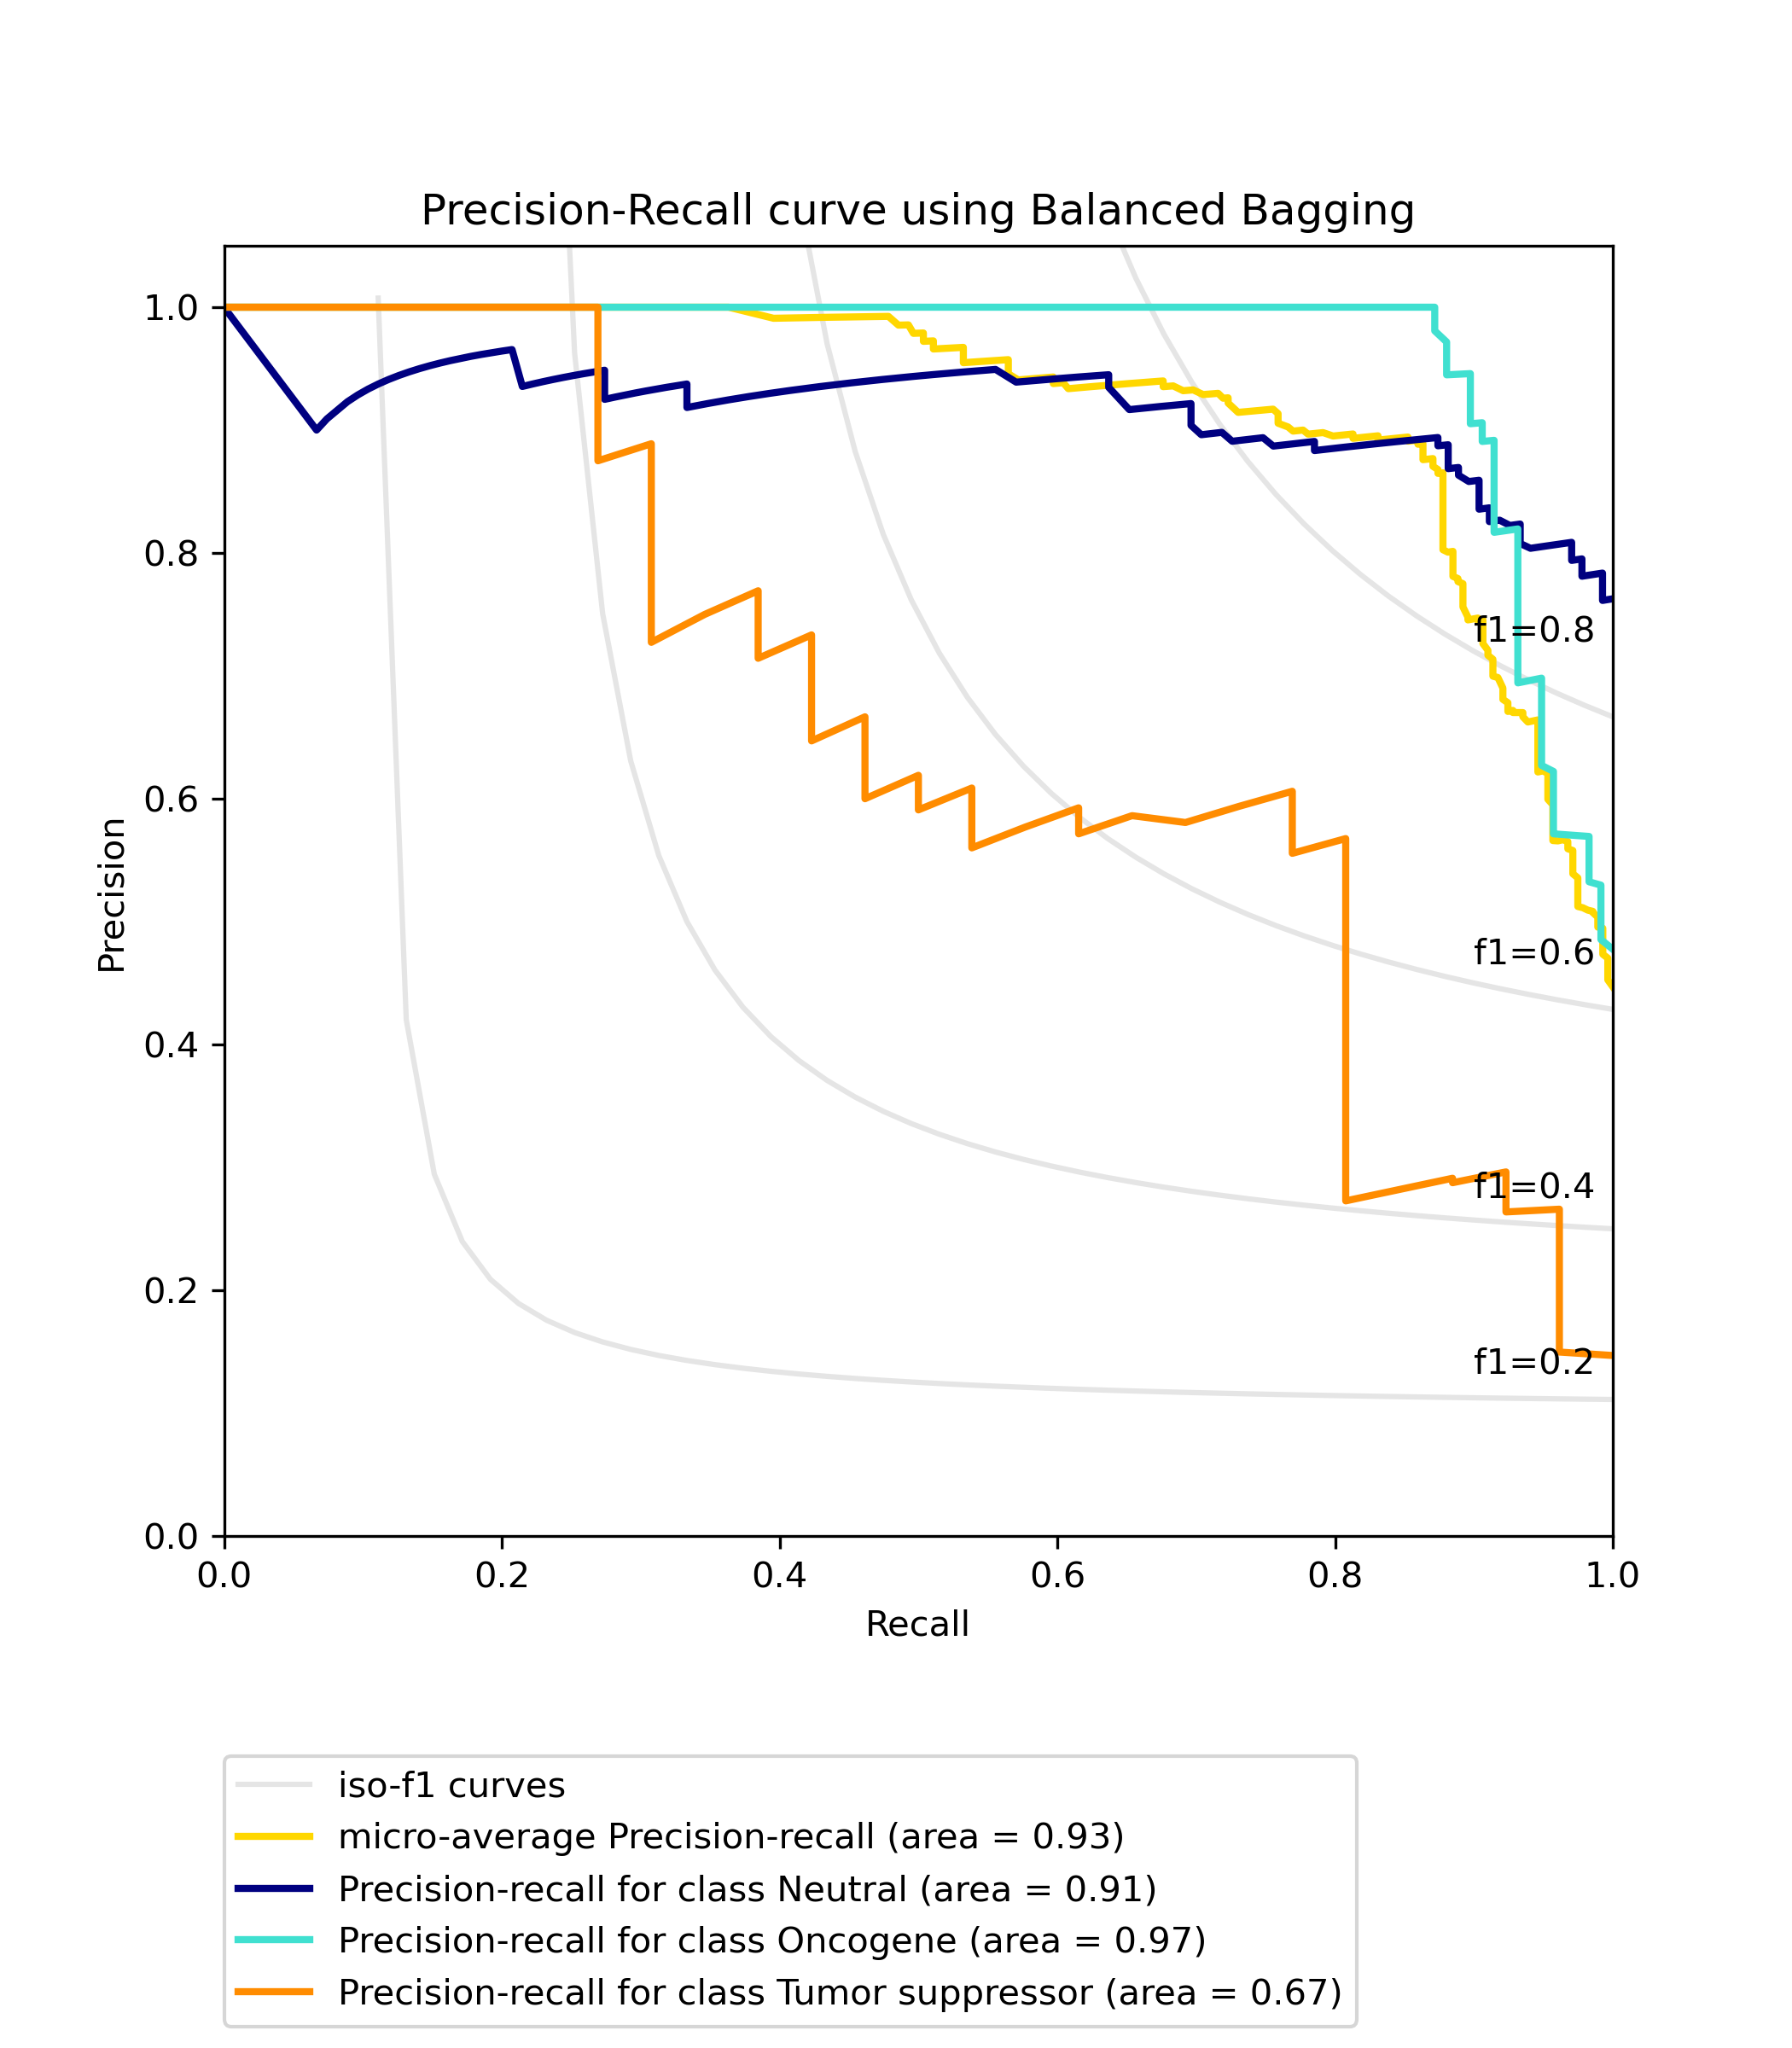 Precision-Recall curve using Balanced Bagging
1.0
0.8
f1=0.8
0.6
f1=0.6
Precision
0.4
f1=0.4
0.2
f1=0.2
0.0
0.0 0.2 0.4 0.6 0.8 1.0
Recall
iso-f1 curves
micro-average Precision-recall (area = 0.93)
Precision-recall for class Neutral (area = 0.91)
Precision-recall for class Oncogene (area = 0.97)
Precision-recall for class Tumor suppressor (area = 0.67)